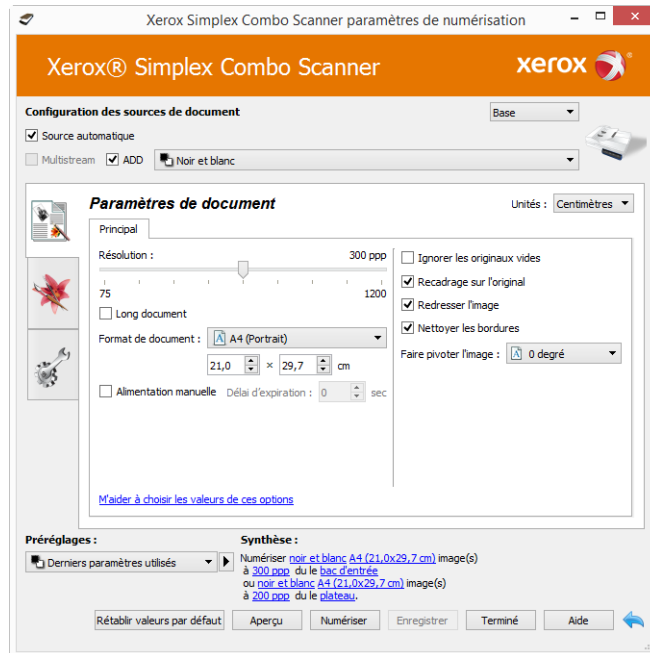 Xerox Simplex Combo Scanner paramètres de numérisation
Xerox® Simplex Combo Scanner
xerox
Configuration des sources de document
Base
Source automatique
Multistream ADD Noir et blanc
Paramètres de document
Unités : Centimètres
Principal
Résolution : 300 ppp
75 1200
Long document
Format de document : A4 (Portrait)
21,0 × 29,7 cm
Alimentation manuelle Délai d'expiration : 0 sec
M'aider à choisir les valeurs de ces options
Ignorer les originaux vides
Recadrage sur l'original
Redresser l'image
Nettoyer les bordures
Faire pivoter l'image : 0 degré
Préréglages :
Derniers paramètres utilisés
Synthèse :
Numériser noir et blanc A4 (21,0x29,7 cm) image(s)
à 300 ppp du le bac d'entrée
ou noir et blanc A4 (21,0x29,7 cm) image(s)
à 200 ppp du le plateau.
Rétablir valeurs par défaut Aperçu Numériser Enregistrer Terminé Aide